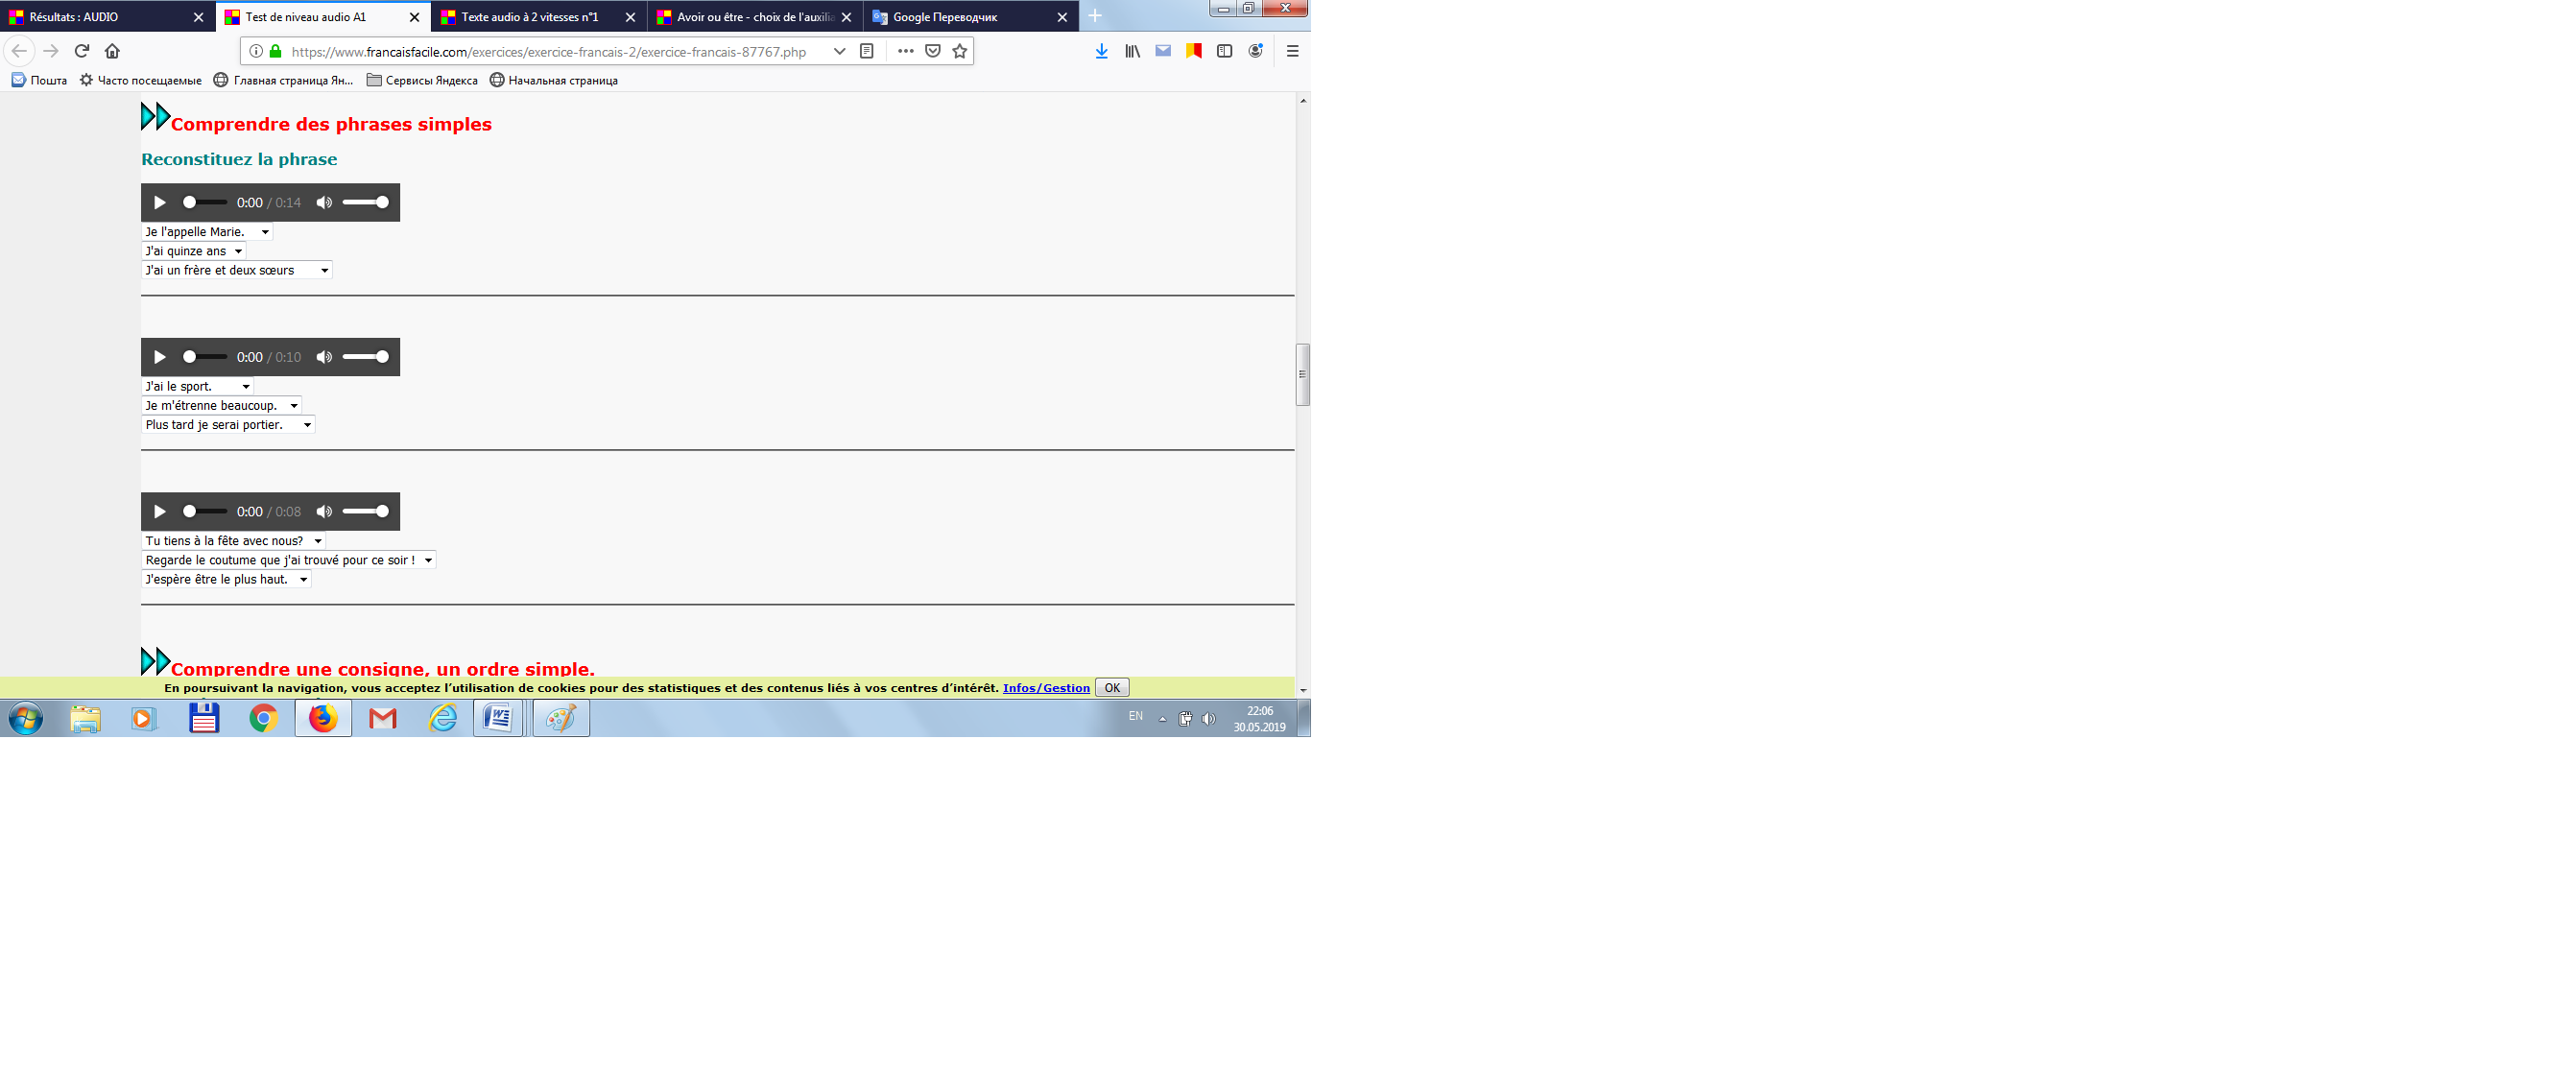 Résultats : AUDIO
Test de niveau audio A1
Texte audio à 2 vitesses n°1
Avoir ou être - choix de l'auxilia
Google Переводчик
https://www.francaisfacile.com/exercices/exercice-francais-2/exercice-francais-87767.php
Пошта
Часто посещаемые
Главная страница Ян...
Сервисы Яндекса
Начальная страница
Comprendre des phrases simples
Reconstituez la phrase
0:00 / 0:14
Je l'appelle Marie.
J'ai quinze ans
J'ai un frère et deux sœurs
0:00 / 0:10
J'ai le sport.
Je m'étrenne beaucoup.
Plus tard je serai portier.
0:00 / 0:08
Tu tiens à la fête avec nous?
Regarde le coutume que j'ai trouvé pour ce soir !
J'espère être le plus haut.
Comprendre une consigne, un ordre simple.
En poursuivant la navigation, vous acceptez l'utilisation de cookies pour des statistiques et des contenus liés à vos centres d'intérêt. Infos/Gestion OK
EN
22:06
30.05.2019